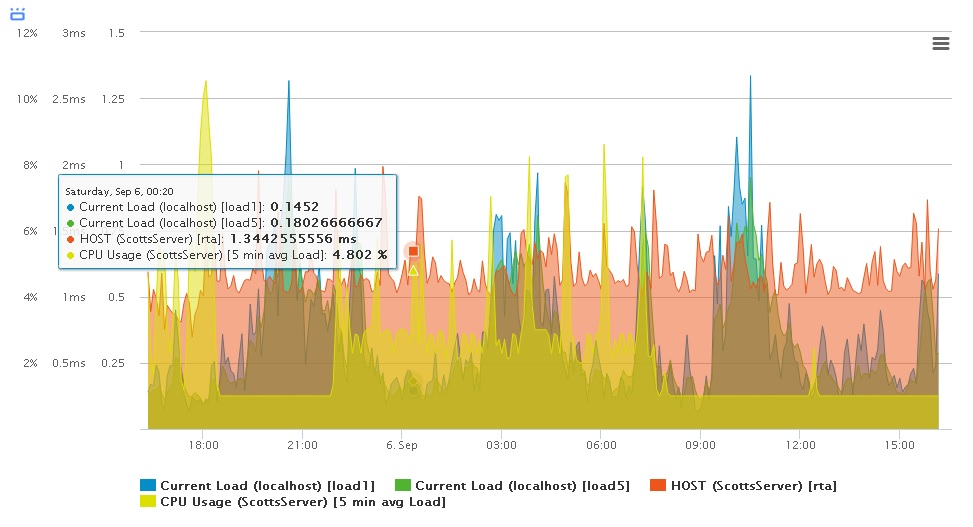 12% 3ms 1.5
10% 2.5ms 1.25
8% 2ms 1
Saturday, Sep 6, 00:20
Current Load (localhost) [load1]: 0.1452
Current Load (localhost) [load5]: 0.18026666667
HOST (ScottsServer) [rta]: 1.3442555556 ms
CPU Usage (ScottsServer) [5 min avg Load]: 4.802 %
6%
4% 1ms 0.5
2% 0.5ms 0.25
18:00 21:00 6. Sep 03:00 06:00 09:00 12:00 15:00
Current Load (localhost) [load1] Current Load (localhost) [load5] HOST (ScottsServer) [rta]
CPU Usage (ScottsServer) [5 min avg Load]